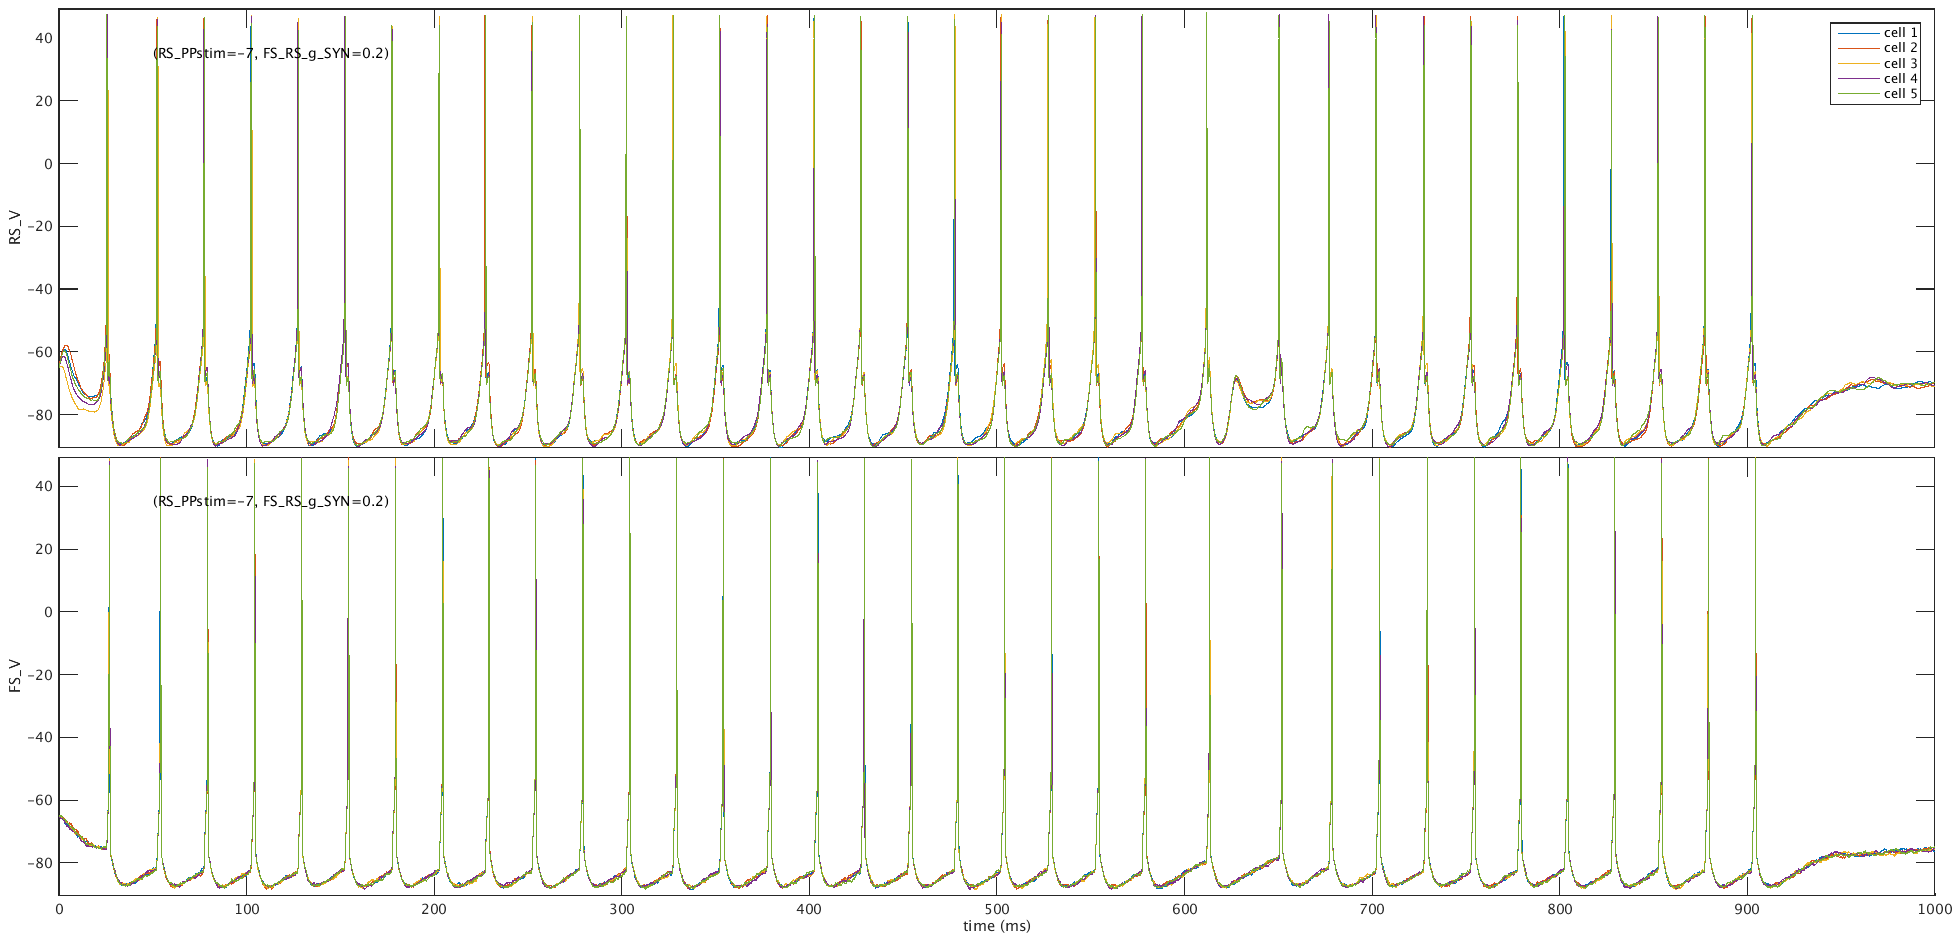 40
20
0
-20
-40
-60
-80
RS_V
(RS_PPstim=-7, FS_RS_g_SYN=0.2)
cell 1
cell 2
cell 3
cell 4
cell 5
40
20
0
-20
-40
-60
-80
FS_V
(RS_PPstim=-7, FS_RS_g_SYN=0.2)
0 100 200 300 400 500 600 700 800 900 1000
time (ms)